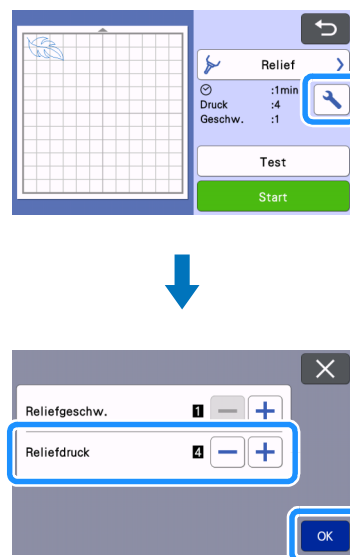 Relief
:1min
Druck :4
Geschw. :1
Test
Start
Reliefgeschw. 1
Reliefdruck 4
OK